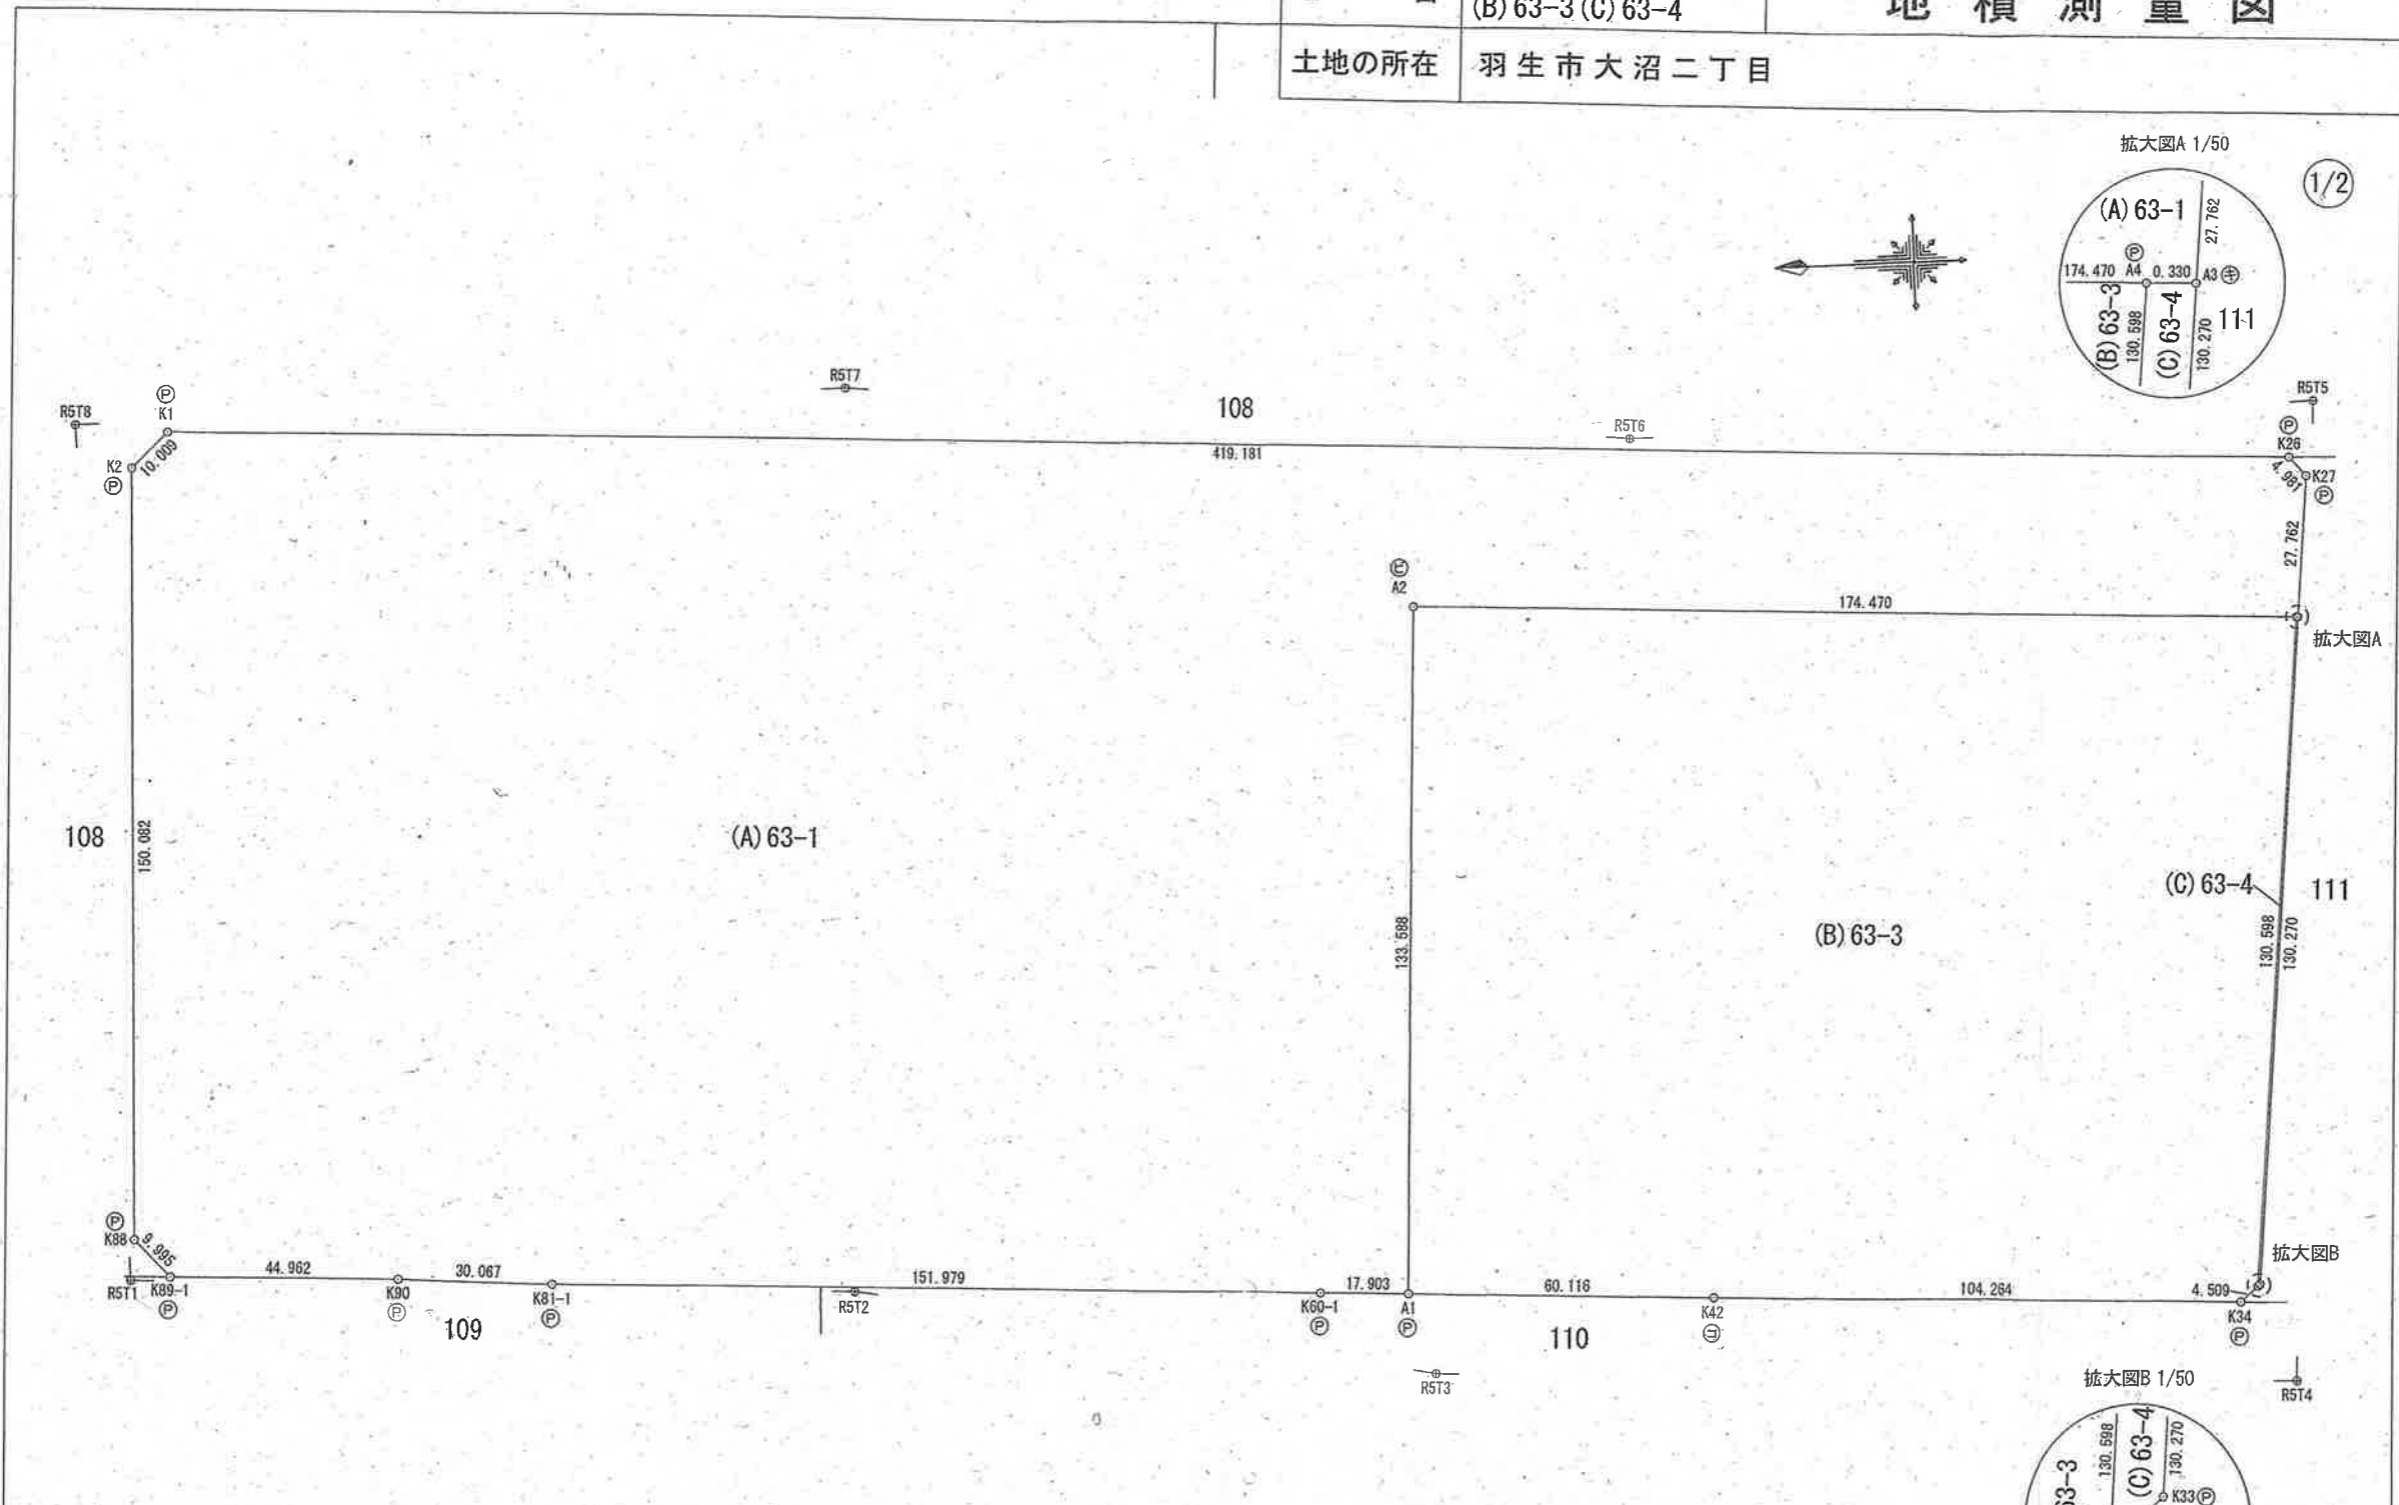 (B) 63-3 (C) 63-4
地積測量図
土地の所在 羽生市大沼二丁目
拡大図A 1/50
1/2
(A) 63-1
27.762
Ⓟ
174.470 A4 0.330 A3 ㋖
(B) 63-3
130.598
(C) 63-4
130.270
111
R5T8
Ⓟ
K1
R5T7
108
R5T6
R5T5
Ⓟ
K26
K2
Ⓟ
10.000
419.181
4.981
K27
Ⓟ
27.762
㋪
A2
174.470
拡大図A
108
150.082
(A) 63-1
133.588
(B) 63-3
(C) 63-4
111
130.598
130.270
Ⓟ
K88
9.995
拡大図B
R5T1
K89-1
Ⓟ
44.962
K90
Ⓟ
30.067
K81-1
Ⓟ
151.979
R5T2
K60-1
Ⓟ
17.903
A1
Ⓟ
60.116
K42
㋙
104.264
4.509
K34
Ⓟ
109
110
R5T3
R5T4
拡大図B 1/50
63-3
130.598
(C) 63-4
130.270
K33 Ⓟ